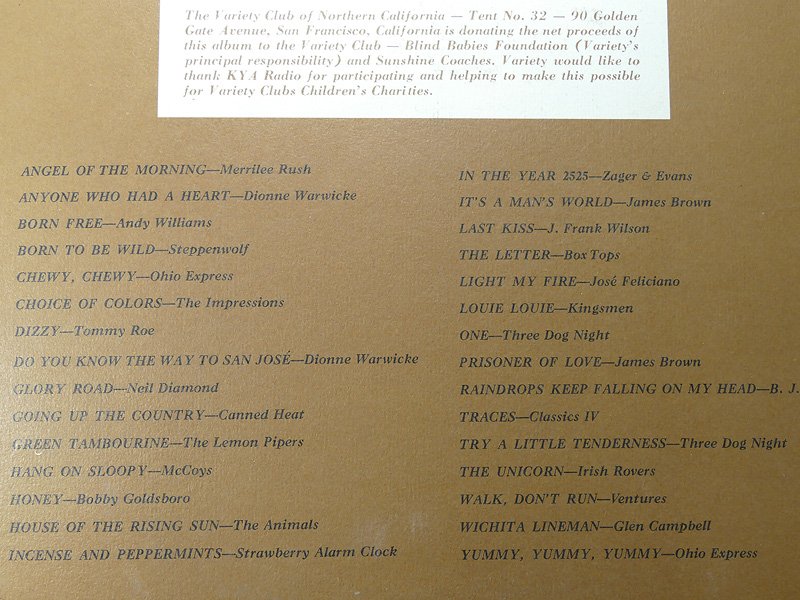 The Variety Club of Northern California — Tent No. 32 — 90 Golden
Gate Avenue, San Francisco, California is donating the net proceeds of
this album to the Variety Club — Blind Babies Foundation (Variety's
principal responsibility) and Sunshine Coaches. Variety would like to
thank KYA Radio for participating and helping to make this possible
for Variety Clubs Children's Charities.
ANGEL OF THE MORNING—Merrilee Rush
ANYONE WHO HAD A HEART—Dionne Warwicke
BORN FREE—Andy Williams
BORN TO BE WILD—Steppenwolf
CHEWY, CHEWY—Ohio Express
CHOICE OF COLORS—The Impressions
DIZZY—Tommy Roe
DO YOU KNOW THE WAY TO SAN JOSÉ—Dionne Warwicke
GLORY ROAD—Neil Diamond
GOING UP THE COUNTRY—Canned Heat
GREEN TAMBOURINE—The Lemon Pipers
HANG ON SLOOPY—McCoys
HONEY—Bobby Goldsboro
HOUSE OF THE RISING SUN—The Animals
INCENSE AND PEPPERMINTS—Strawberry Alarm Clock
IN THE YEAR 2525—Zager & Evans
IT'S A MAN'S WORLD—James Brown
LAST KISS—J. Frank Wilson
THE LETTER—Box Tops
LIGHT MY FIRE—José Feliciano
LOUIE LOUIE—Kingsmen
ONE—Three Dog Night
PRISONER OF LOVE—James Brown
RAINDROPS KEEP FALLING ON MY HEAD—B. J.
TRACES—Classics IV
TRY A LITTLE TENDERNESS—Three Dog Night
THE UNICORN—Irish Rovers
WALK, DON'T RUN—Ventures
WICHITA LINEMAN—Glen Campbell
YUMMY, YUMMY, YUMMY—Ohio Express